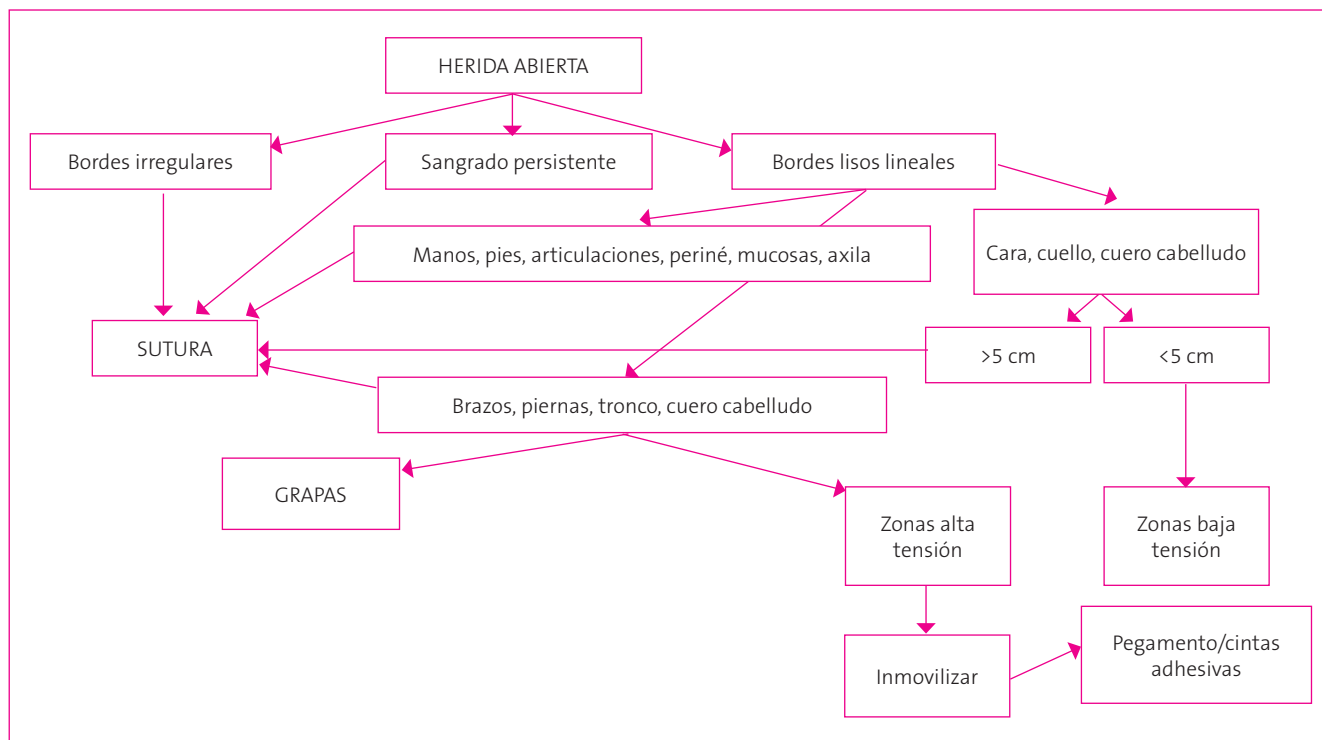 HERIDA ABIERTA
Bordes irregulares
Sangrado persistente
Bordes lisos lineales
Manos, pies, articulaciones, periné, mucosas, axila
Cara, cuello, cuero cabelludo
SUTURA
>5 cm
<5 cm
Brazos, piernas, tronco, cuero cabelludo
GRAPAS
Zonas alta
tensión
Zonas baja
tensión
Inmovilizar
Pegamento/cintas
adhesivas